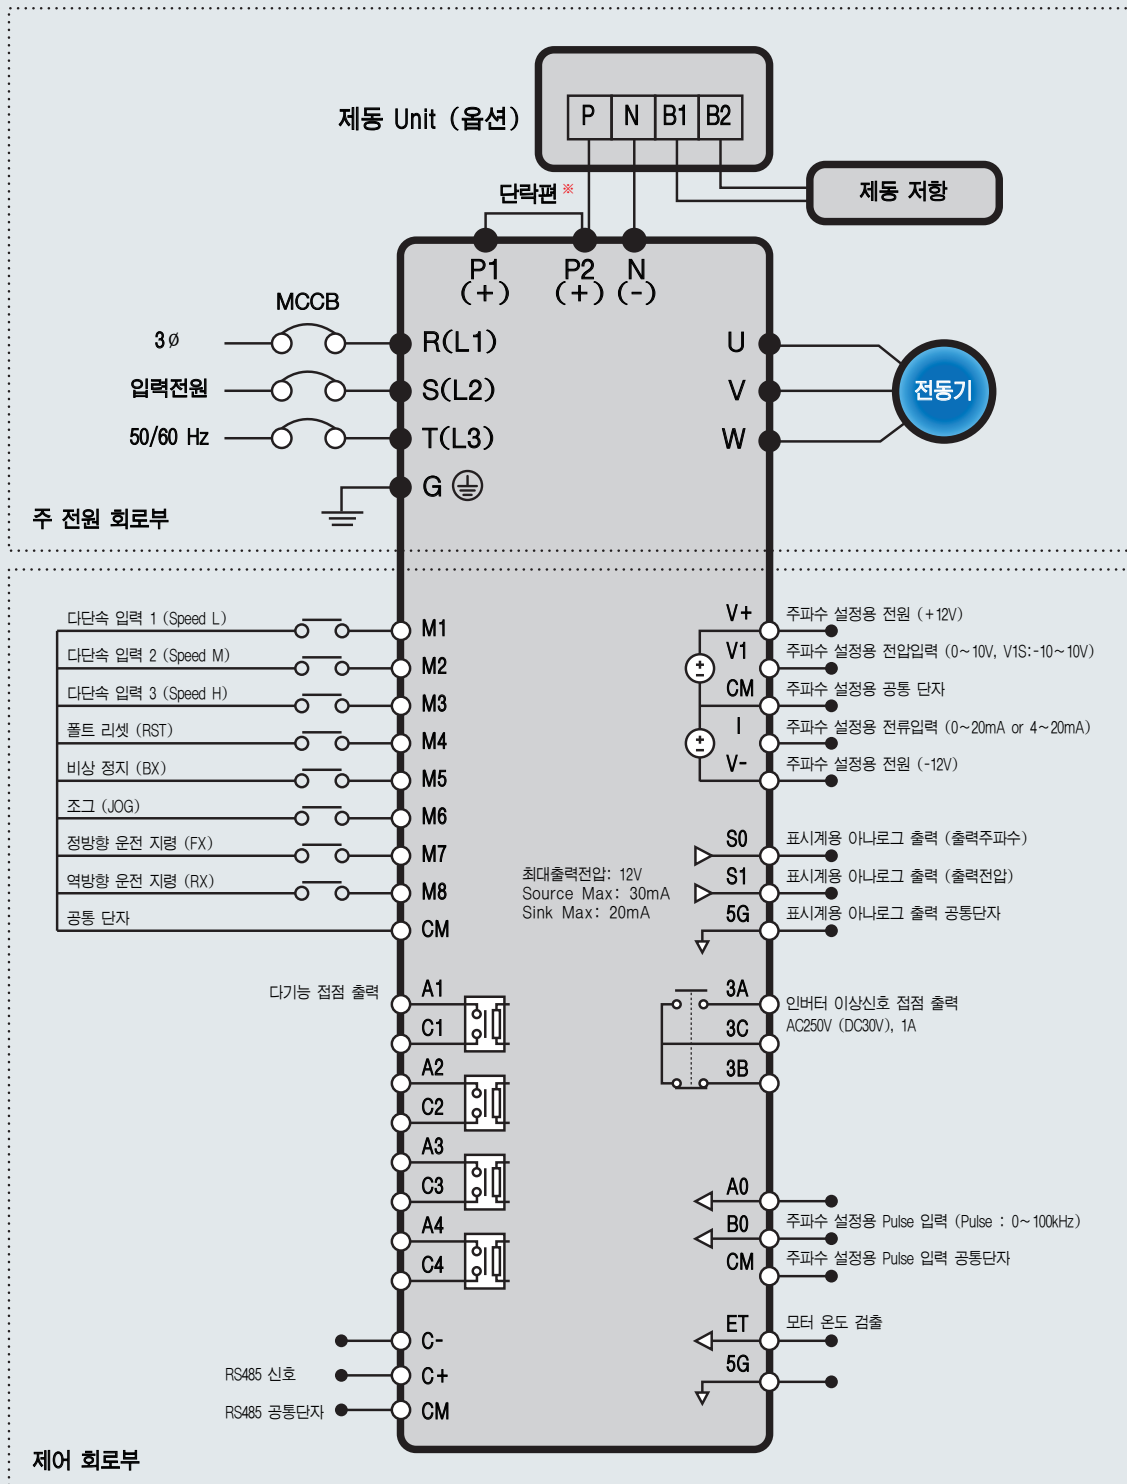 제동 Unit (옵션)
P N B1 B2
단락편 ※
제동 저항
P1 P2 N
(+) (+) (-)
MCCB
3Ø
R(L1)
U
입력전원
S(L2)
V
전동기
50/60 Hz
T(L3)
W
G
주 전원 회로부
다단속 입력 1 (Speed L)
M1
다단속 입력 2 (Speed M)
M2
다단속 입력 3 (Speed H)
M3
폴트 리셋 (RST)
M4
비상 정지 (BX)
M5
조그 (JOG)
M6
정방향 운전 지령 (FX)
M7
역방향 운전 지령 (RX)
M8
공통 단자
CM
V+
주파수 설정용 전원 (+12V)
V1
주파수 설정용 전압입력 (0~10V, V1S:-10~10V)
CM
주파수 설정용 공통 단자
I
주파수 설정용 전류입력 (0~20mA or 4~20mA)
V-
주파수 설정용 전원 (-12V)
S0
표시계용 아나로그 출력 (출력주파수)
S1
표시계용 아나로그 출력 (출력전압)
5G
표시계용 아나로그 출력 공통단자
최대출력전압: 12V
Source Max: 30mA
Sink Max: 20mA
다기능 접점 출력
A1
C1
A2
C2
A3
C3
A4
C4
3A
인버터 이상신호 접점 출력
AC250V (DC30V), 1A
3C
3B
A0
B0
주파수 설정용 Pulse 입력 (Pulse : 0~100kHz)
CM
주파수 설정용 Pulse 입력 공통단자
ET
모터 온도 검출
5G
C-
RS485 신호
C+
RS485 공통단자
CM
제어 회로부